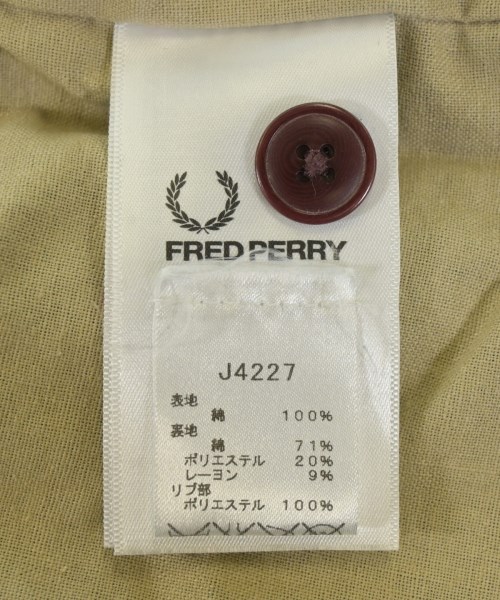 FRED PERRY
J4227
表地
綿 100%
裏地
綿 71%
ポリエステル 20%
レーヨン 9%
リブ部
ポリエステル 100%